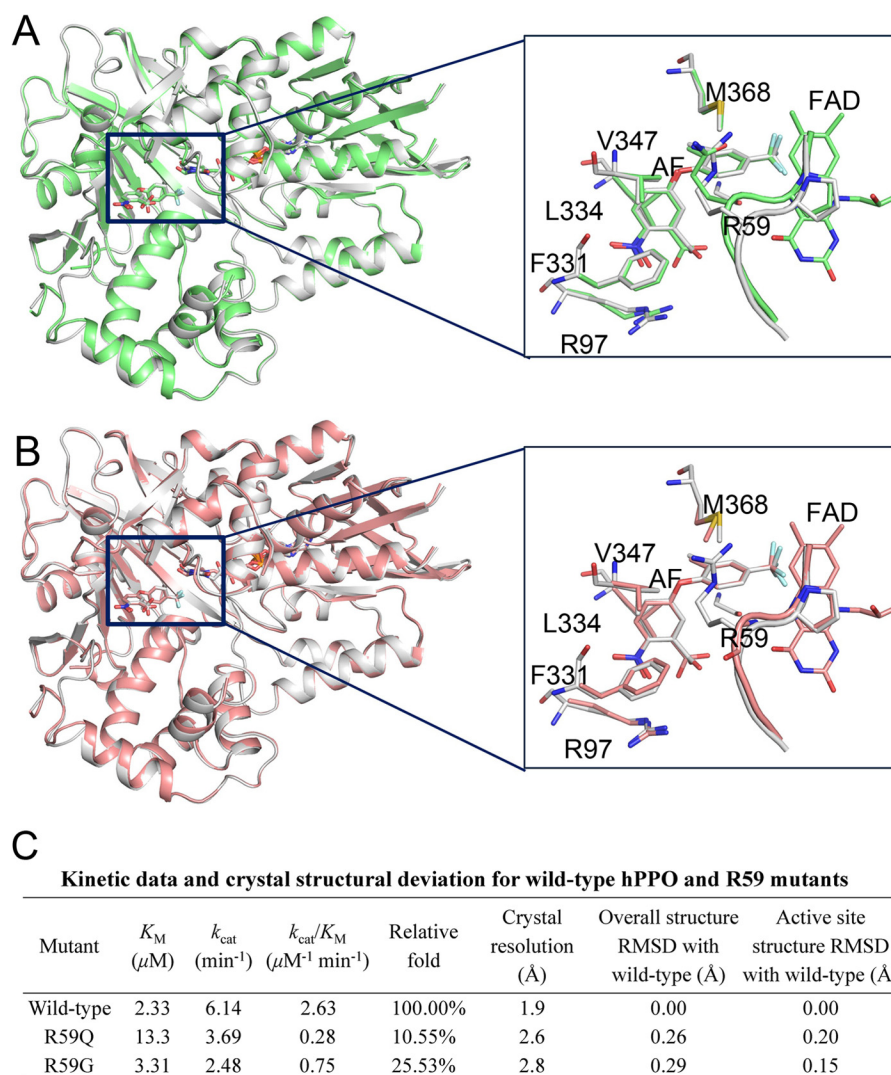 A
M368
FAD
V347
AF
L334
R59
F331
R97
B
M368
FAD
V347
AF
L334
R59
F331
R97
C
Kinetic data and crystal structural deviation for wild-type hPPO and R59 mutants
Mutant K_M (μM) k_cat (min⁻¹) k_cat/K_M (μM⁻¹ min⁻¹) Relative fold Crystal resolution (Å) Overall structure RMSD with wild-type (Å) Active site structure RMSD with wild-type (Å
Wild-type 2.33 6.14 2.63 100.00% 1.9 0.00 0.00
R59Q 13.3 3.69 0.28 10.55% 2.6 0.26 0.20
R59G 3.31 2.48 0.75 25.53% 2.8 0.29 0.15